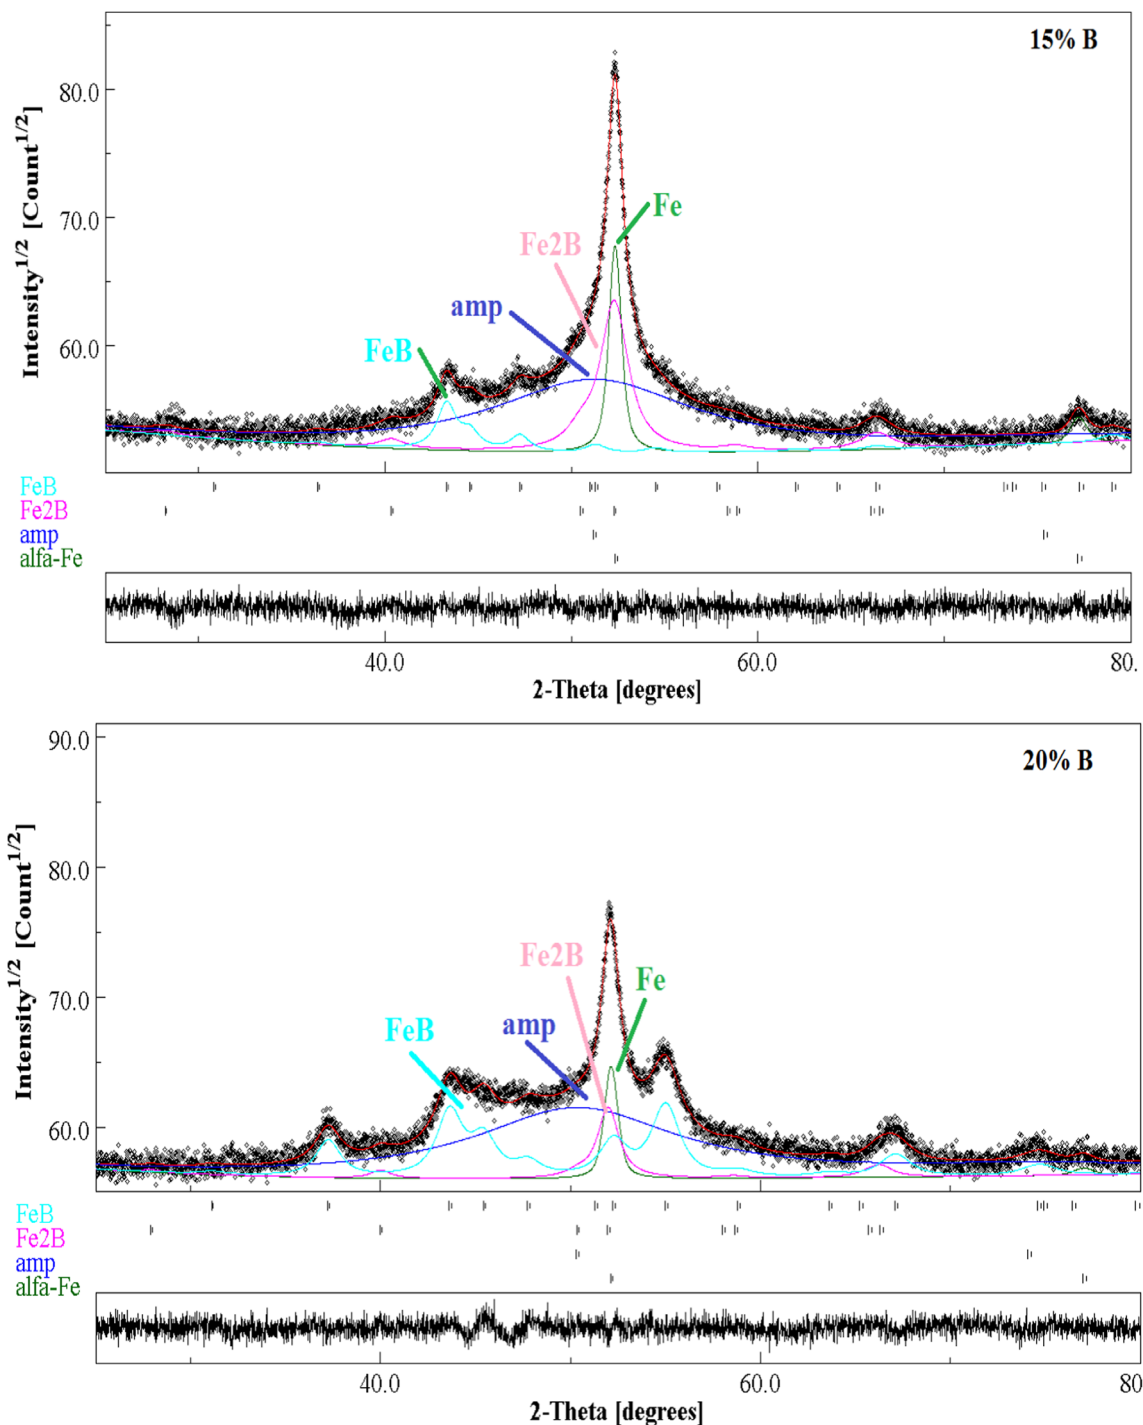 15% B
Intensity1/2 [Count1/2]
80.0
70.0
60.0
Fe
Fe2B
amp
FeB
FeB
Fe2B
amp
alfa-Fe
40.0
60.0
80.
2-Theta [degrees]
20% B
Intensity1/2 [Count1/2]
90.0
80.0
70.0
60.0
Fe2B
Fe
FeB
amp
FeB
Fe2B
amp
alfa-Fe
40.0
60.0
80
2-Theta [degrees]